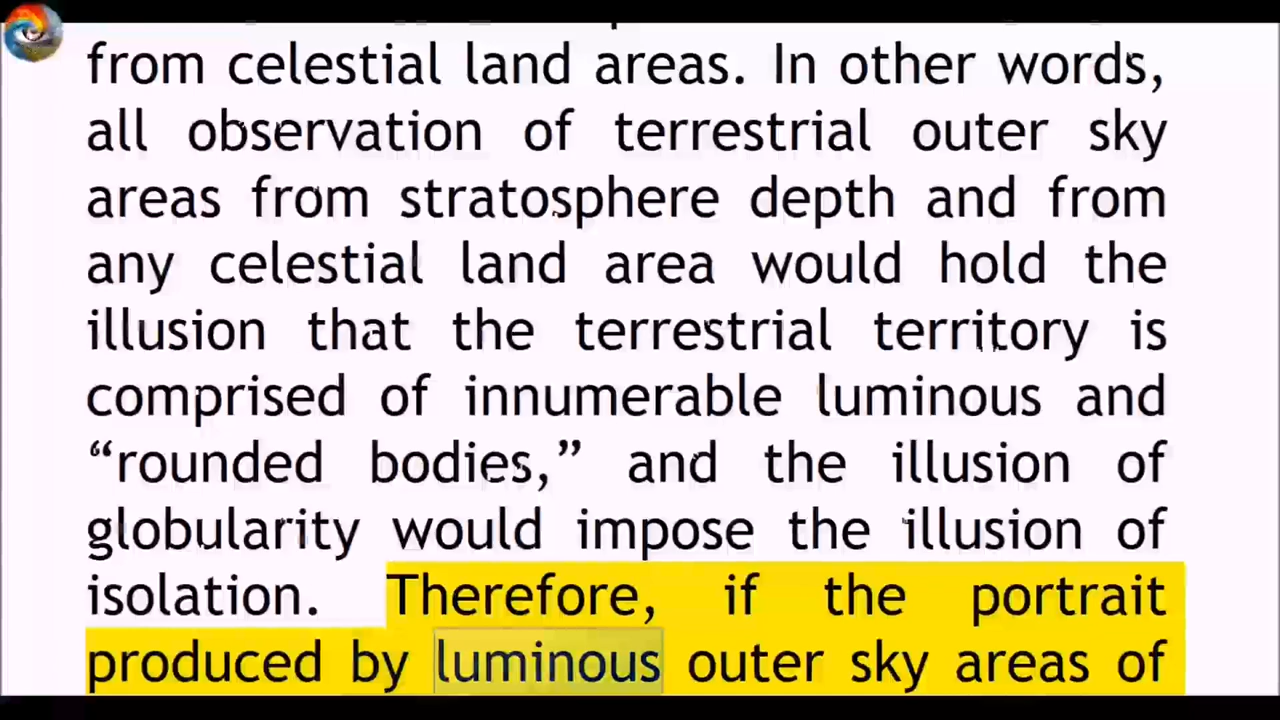 from celestial land areas. In other words,
all observation of terrestrial outer sky
areas from stratosphere depth and from
any celestial land area would hold the
illusion that the terrestrial territory is
comprised of innumerable luminous and
“rounded bodies,” and the illusion of
globularity would impose the illusion of
isolation. Therefore, if the portrait
produced by luminous outer sky areas of